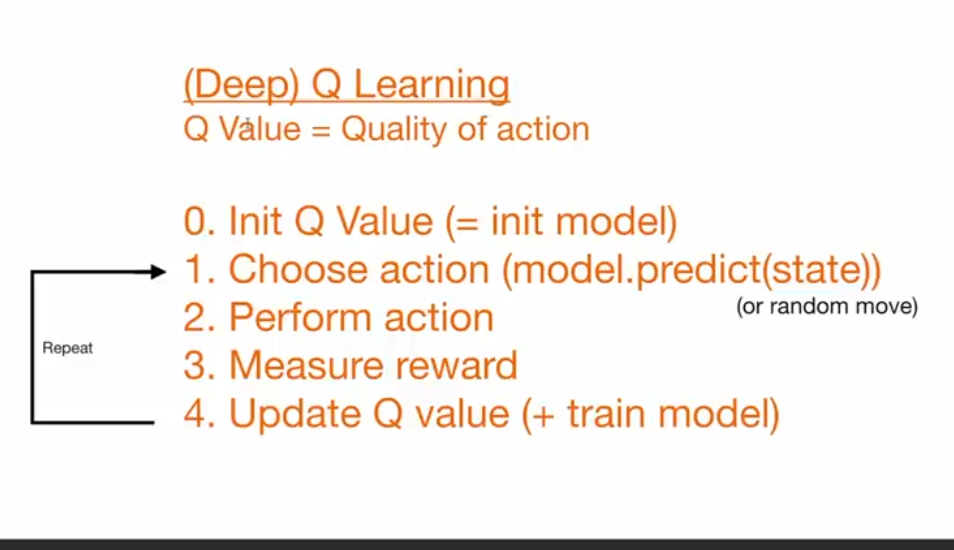 (Deep) Q Learning
Q Value = Quality of action
0. Init Q Value (= init model)
1. Choose action (model.predict(state))
(or random move)
2. Perform action
Repeat
3. Measure reward
4. Update Q value (+ train model)